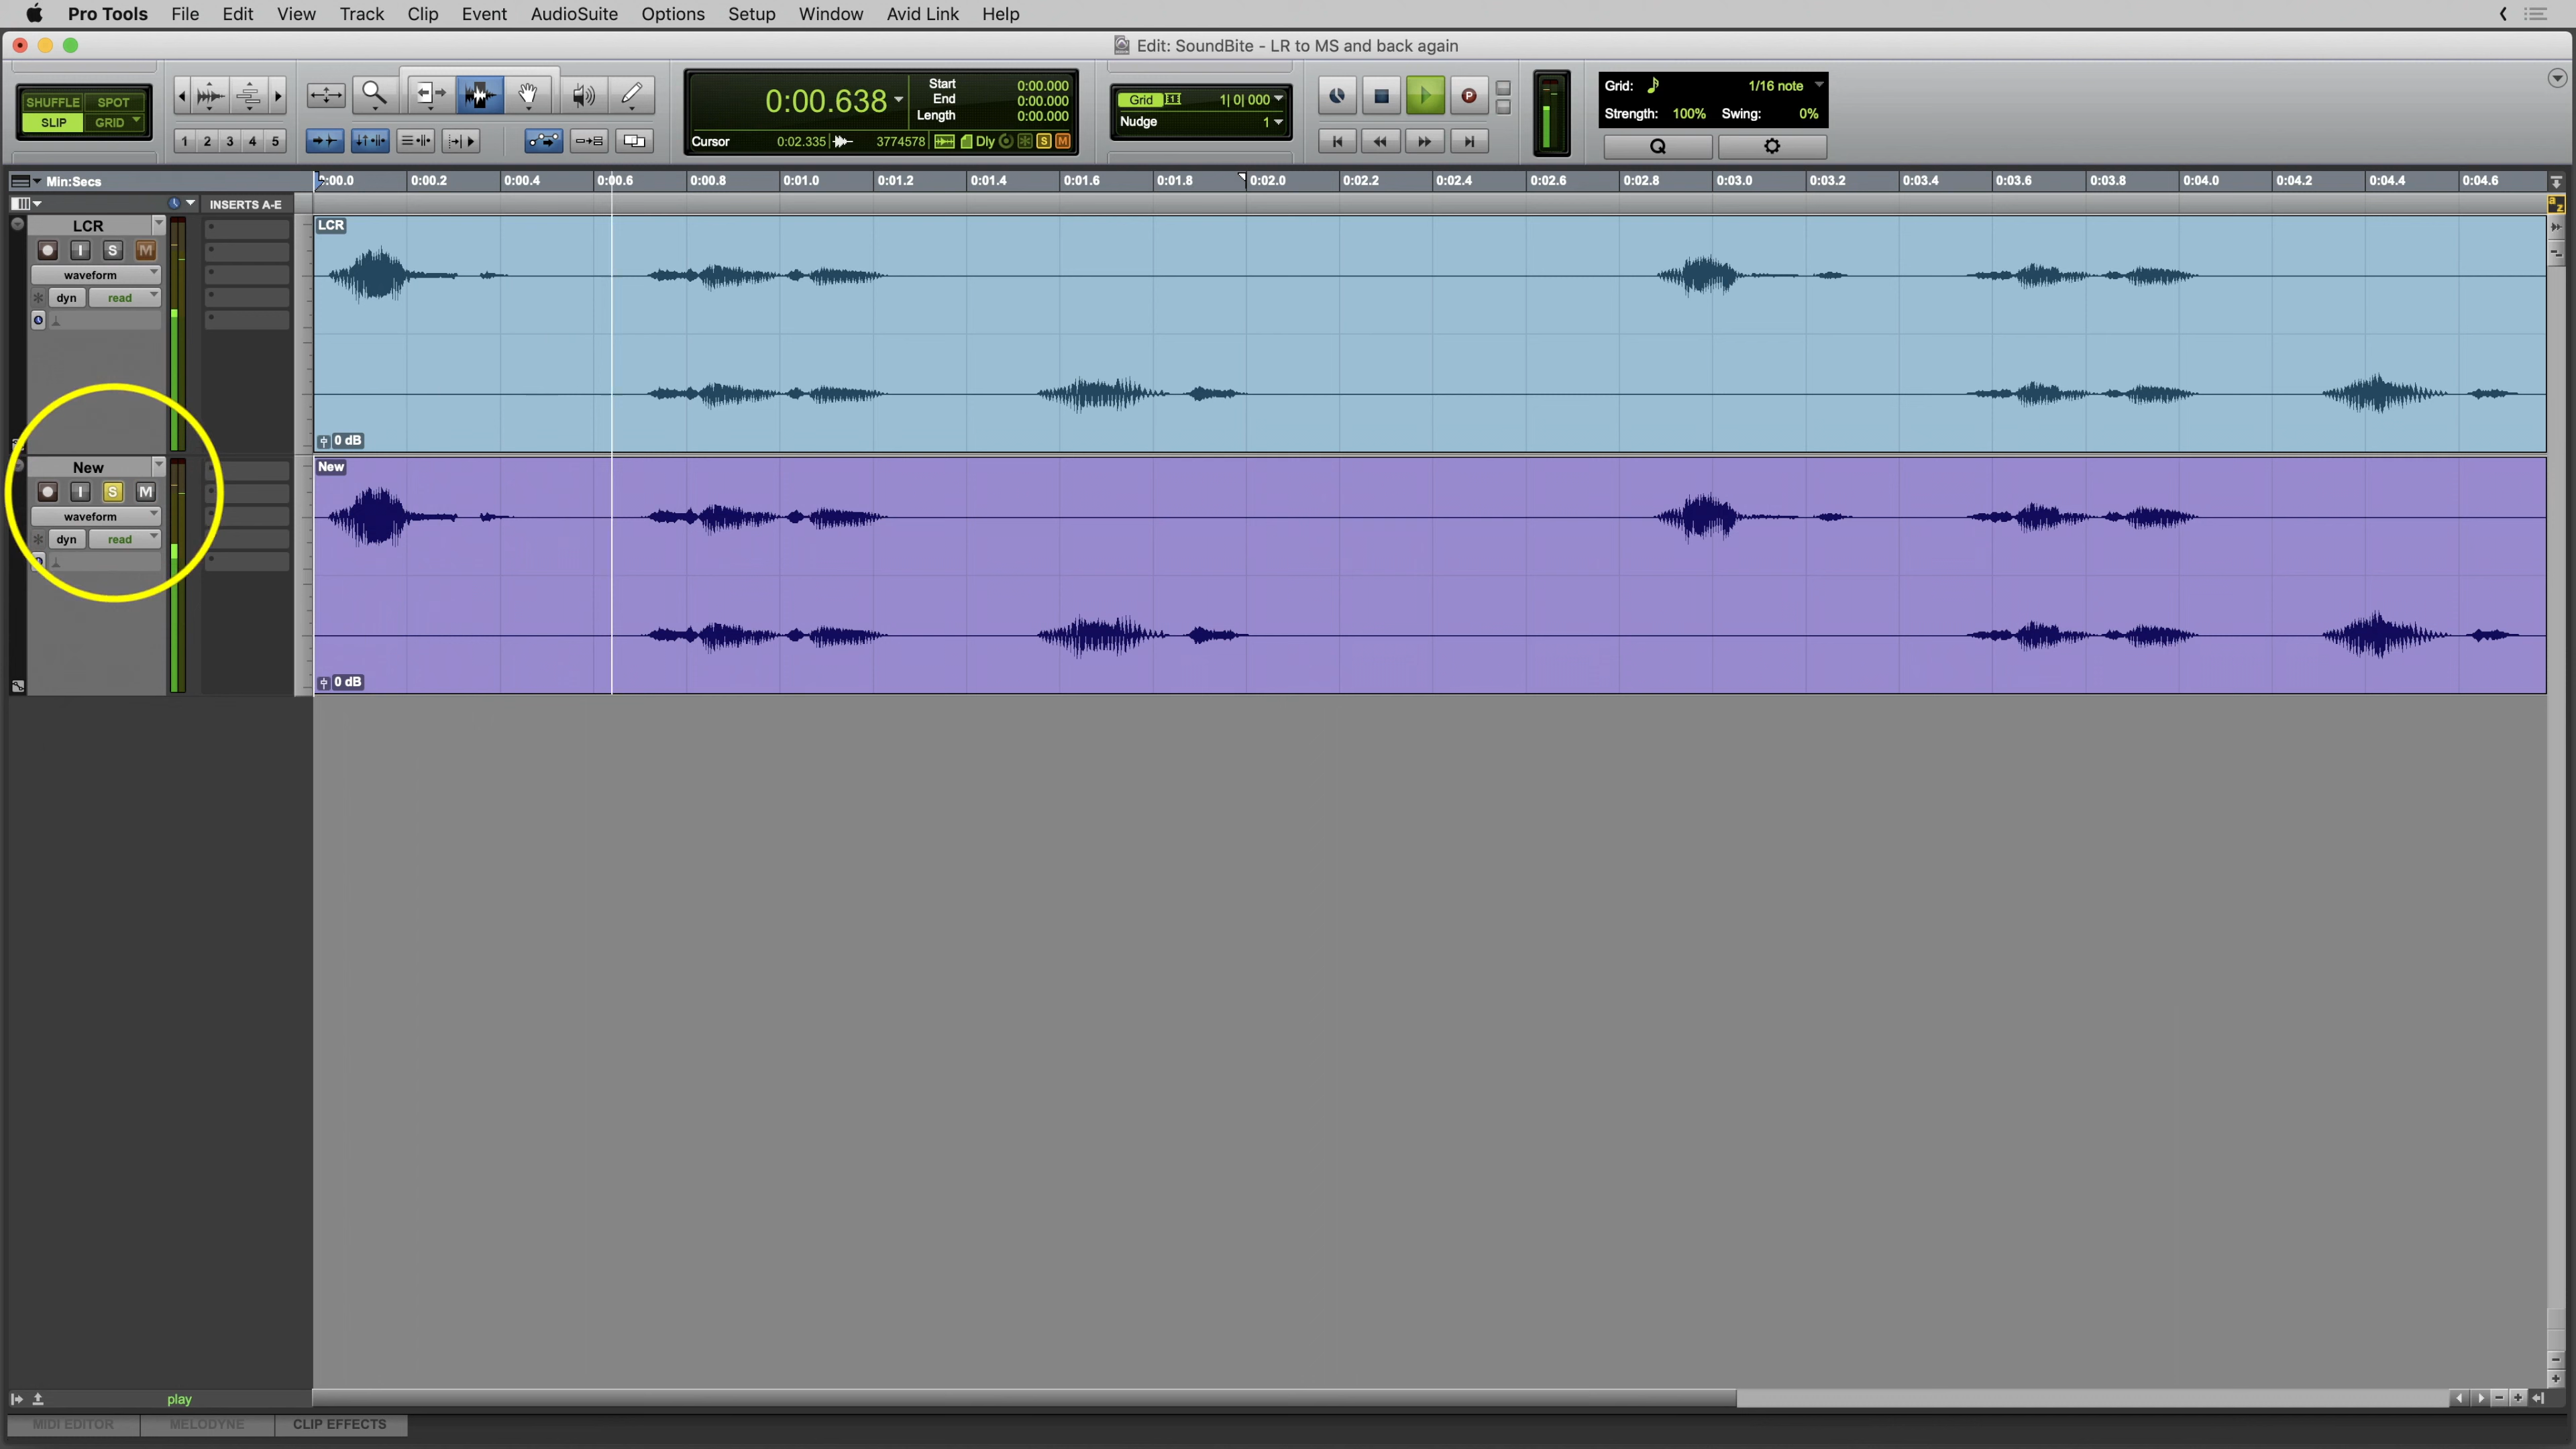 Pro Tools File Edit View Track Clip Event AudioSuite Options Setup Window Avid Link Help
Edit: SoundBite - LR to MS and back again
SHUFFLE SPOT
SLIP GRID
1 2 3 4 5
0:00.638
Start 0:00.000
End 0:00.000
Length 0:00.000
Cursor 0:02.335 3774578 Dly S M
Grid 1| 0| 000
Nudge 1
P
Grid: 1/16 note
Strength: 100% Swing: 0%
Q
Min:Secs
0:00.0 0:00.2 0:00.4 0:00.6 0:00.8 0:01.0 0:01.2 0:01.4 0:01.6 0:01.8 0:02.0 0:02.2 0:02.4 0:02.6 0:02.8 0:03.0 0:03.2 0:03.4 0:03.6 0:03.8 0:04.0 0:04.2 0:04.4 0:04.6
INSERTS A-E
a z
LCR
I S M
waveform
dyn read
LCR
0 dB
New
I S M
waveform
dyn read
New
0 dB
play
MIDI EDITOR MELODYNE CLIP EFFECTS